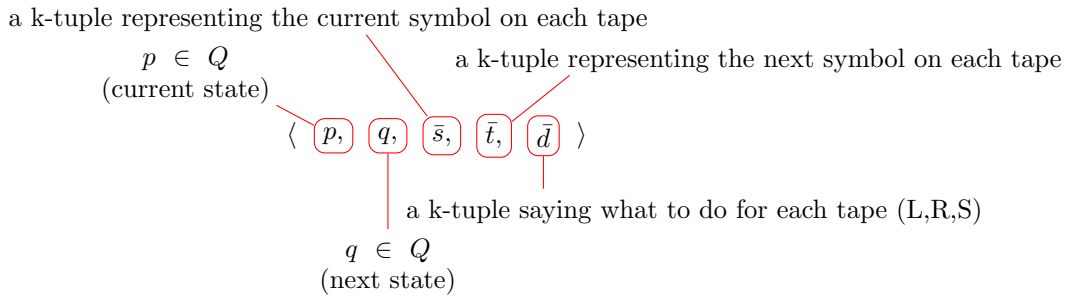 a k-tuple representing the current symbol on each tape
p ∈ Q
(current state)
a k-tuple representing the next symbol on each tape
⟨ p, q, s̄, t̄, d̄ ⟩
a k-tuple saying what to do for each tape (L,R,S)
q ∈ Q
(next state)